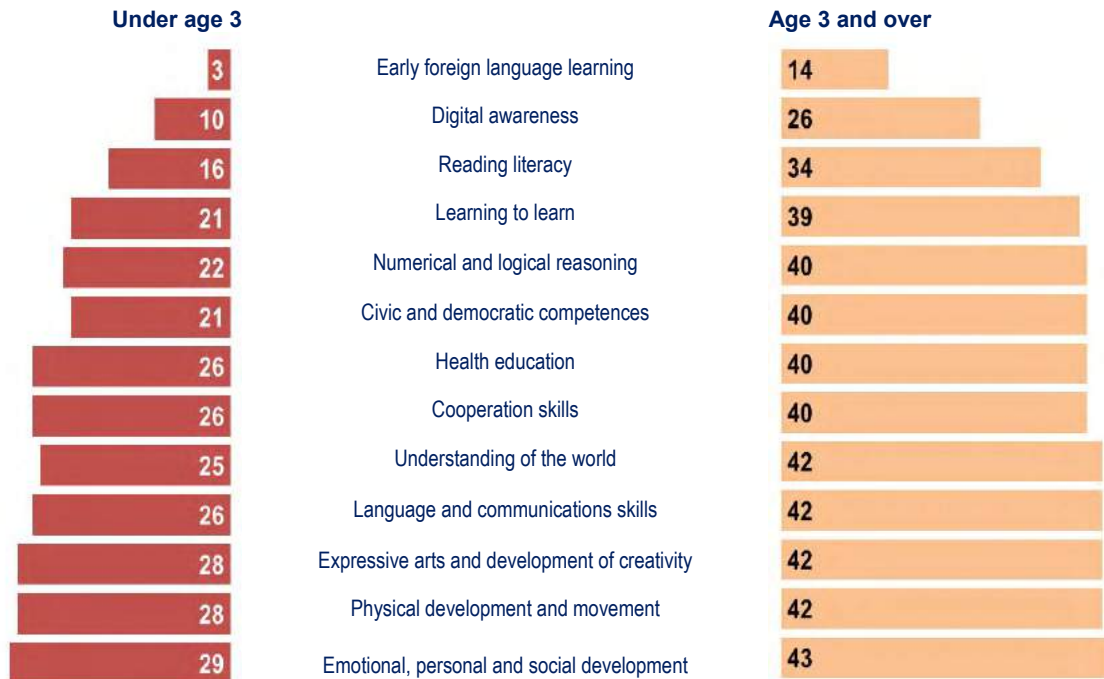 Under age 3 Age 3 and over
3 Early foreign language learning 14
10 Digital awareness 26
16 Reading literacy 34
21 Learning to learn 39
22 Numerical and logical reasoning 40
21 Civic and democratic competences 40
26 Health education 40
26 Cooperation skills 40
25 Understanding of the world 42
26 Language and communications skills 42
28 Expressive arts and development of creativity 42
28 Physical development and movement 42
29 Emotional, personal and social development 43